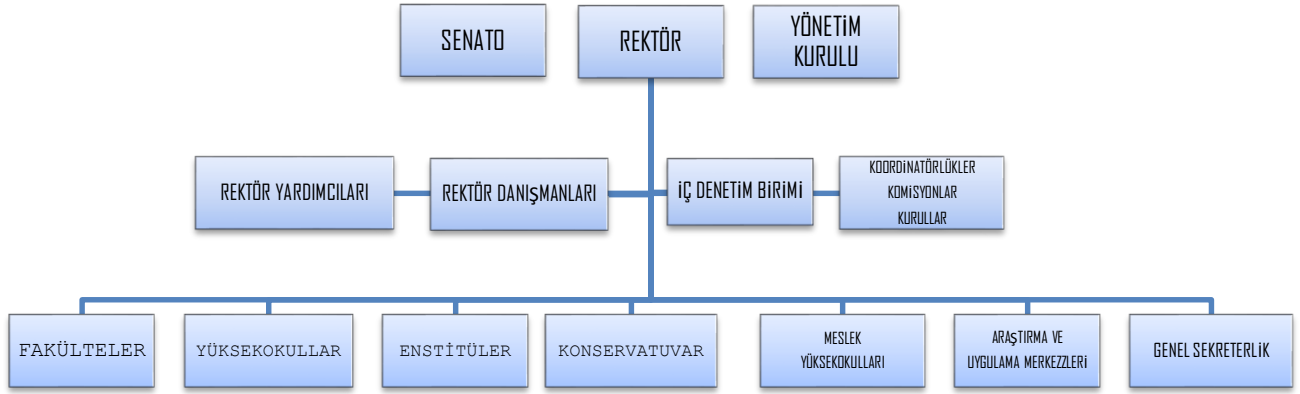 SENATO
REKTÖR
YÖNETİM
KURULU
REKTÖR YARDIMCILARI
REKTÖR DANIŞMANLARI
İÇ DENETİM BİRİMİ
KOORDİNATÖRLÜKLER
KOMİSYONLAR
KURULLAR
FAKÜLTELER
YÜKSEKOKULLAR
ENSTİTÜLER
KONSERVATUVAR
MESLEK
YÜKSEKOKULLARI
ARAŞTIRMA VE
UYGULAMA MERKEZZLERİ
GENEL SEKRETERLİK